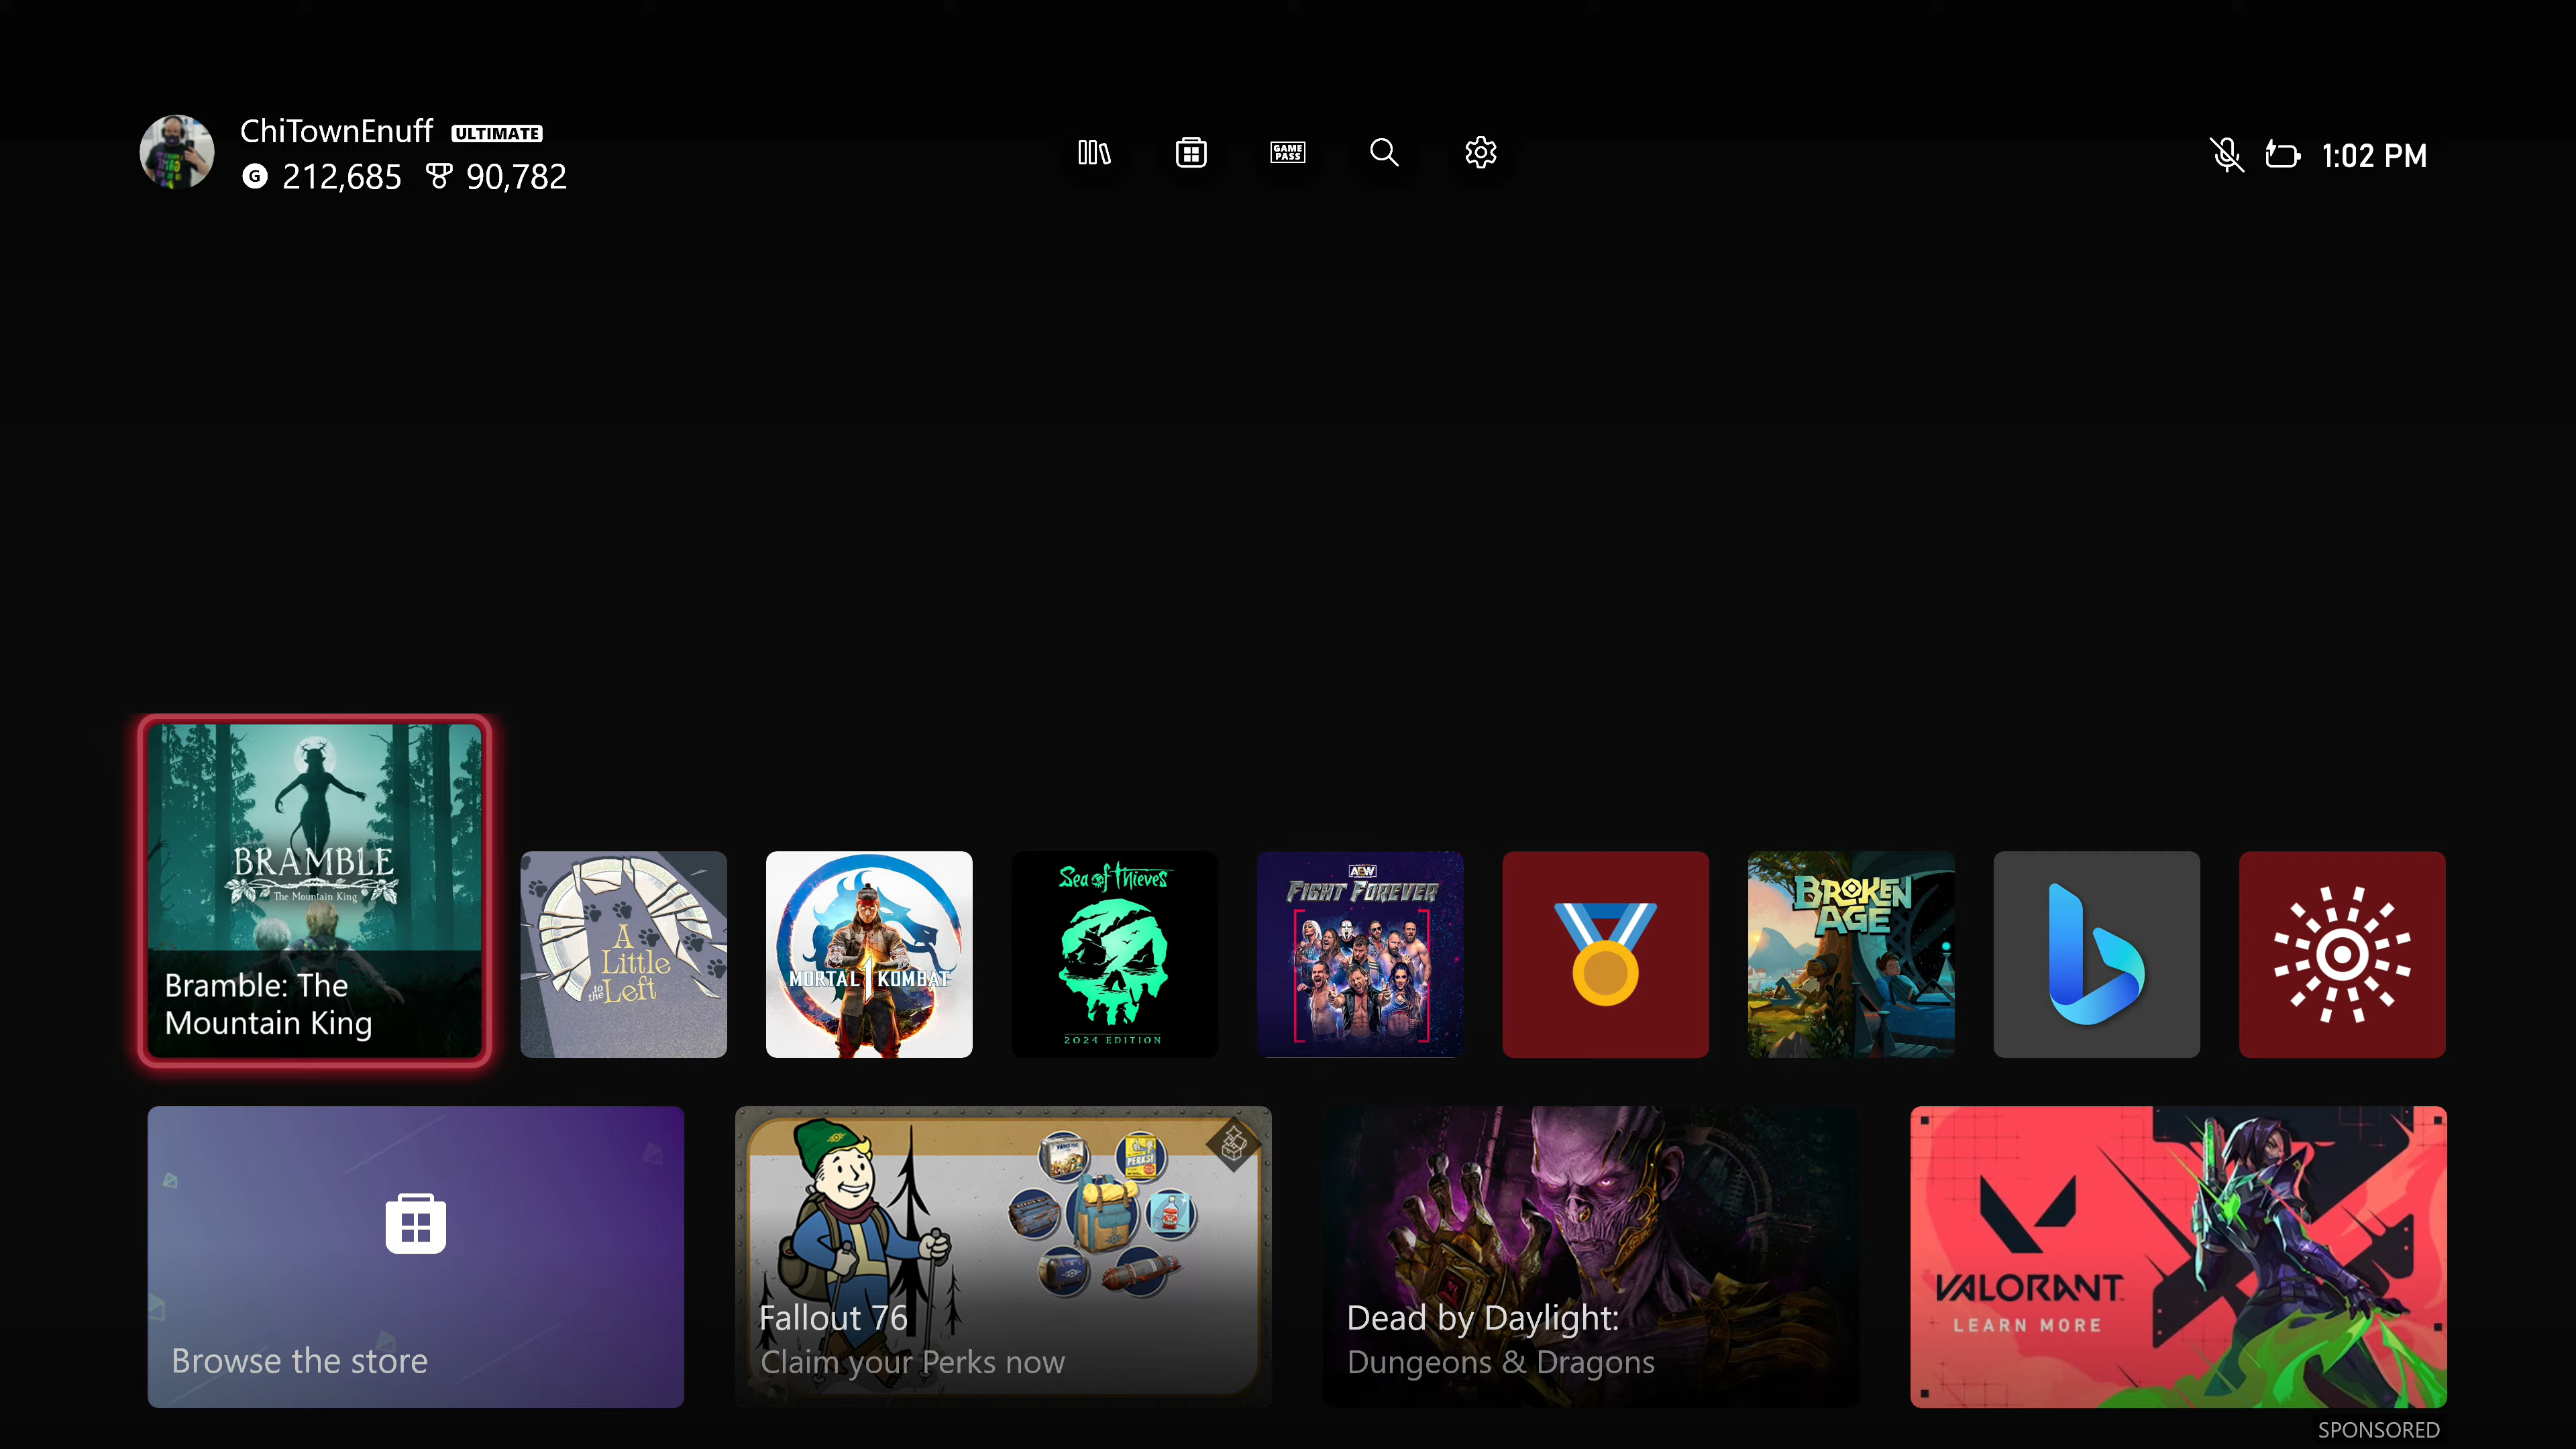 ChiTownEnuff ULTIMATE
G 212,685 90,782
GAME
PASS
1:02 PM
BRAMBLE
The Mountain King
Bramble: The
Mountain King
A
Little
to
the Left
MORTAL 1 KOMBAT
Sea of Thieves
2024 EDITION
AEW
FIGHT FOREVER
BROKEN
AGE
Browse the store
PERKS!
Fallout 76
Claim your Perks now
Dead by Daylight:
Dungeons & Dragons
VALORANT
LEARN MORE
SPONSORED